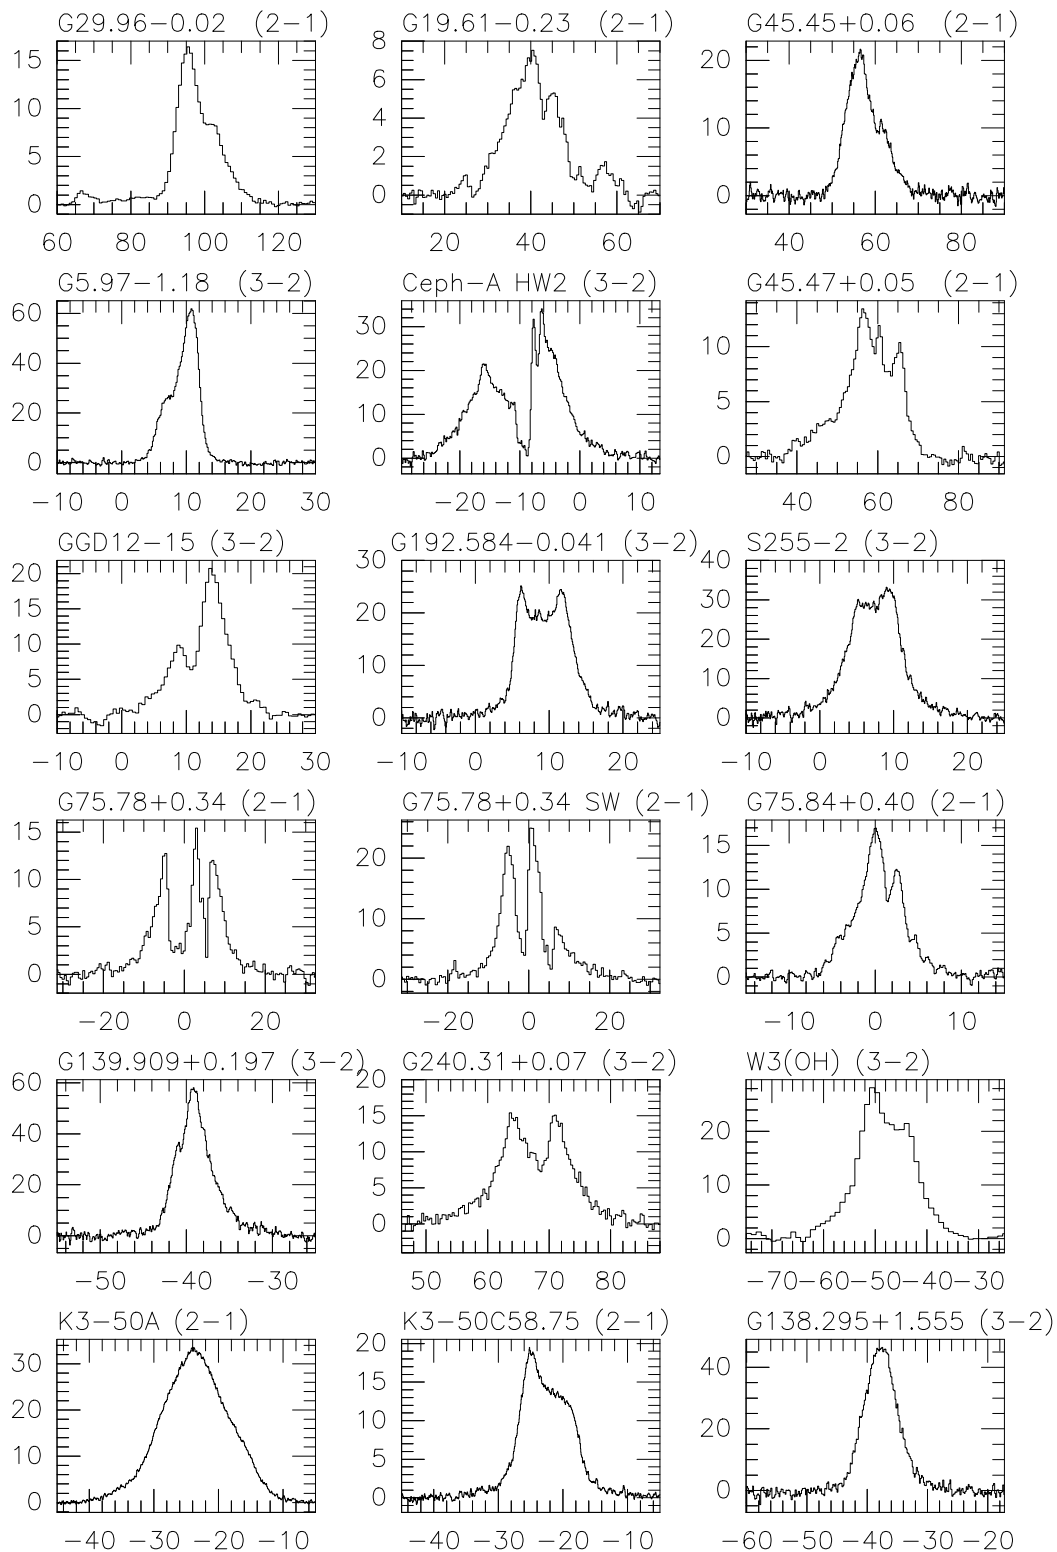 G29.96−0.02 (2−1) G19.61−0.23 (2−1) G45.45+0.06 (2−1)
15 8 20
10 6
5 4 10
0 2
0 0
60 80 100 120 20 40 60 40 60 80
G5.97−1.18 (3−2) Ceph−A HW2 (3−2) G45.47+0.05 (2−1)
60 30 10
40 20 5
20 10 0
0 0
−10 0 10 20 30 −20 −10 0 10 40 60 80
GGD12−15 (3−2) G192.584−0.041 (3−2) S255−2 (3−2)
20 30 40
15 20 30
10 10 20
5 0 10
0 0
−10 0 10 20 30 −10 0 10 20 −10 0 10 20
G75.78+0.34 (2−1) G75.78+0.34 SW (2−1) G75.84+0.40 (2−1)
15 20 15
10 10 10
5 0 5
0 0
−20 0 20 −20 0 20 −10 0 10
G139.909+0.197 (3−2) G240.31+0.07 (3−2) W3(OH) (3−2)
60 20 20
40 15 10
20 10 0
0 5
0
−50 −40 −30 50 60 70 80 −70 −60 −50 −40 −30
K3−50A (2−1) K3−50C58.75 (2−1) G138.295+1.555 (3−2)
30 20 40
20 15 20
10 10 0
0 5
0
−40 −30 −20 −10 −40 −30 −20 −10 −60 −50 −40 −30 −20